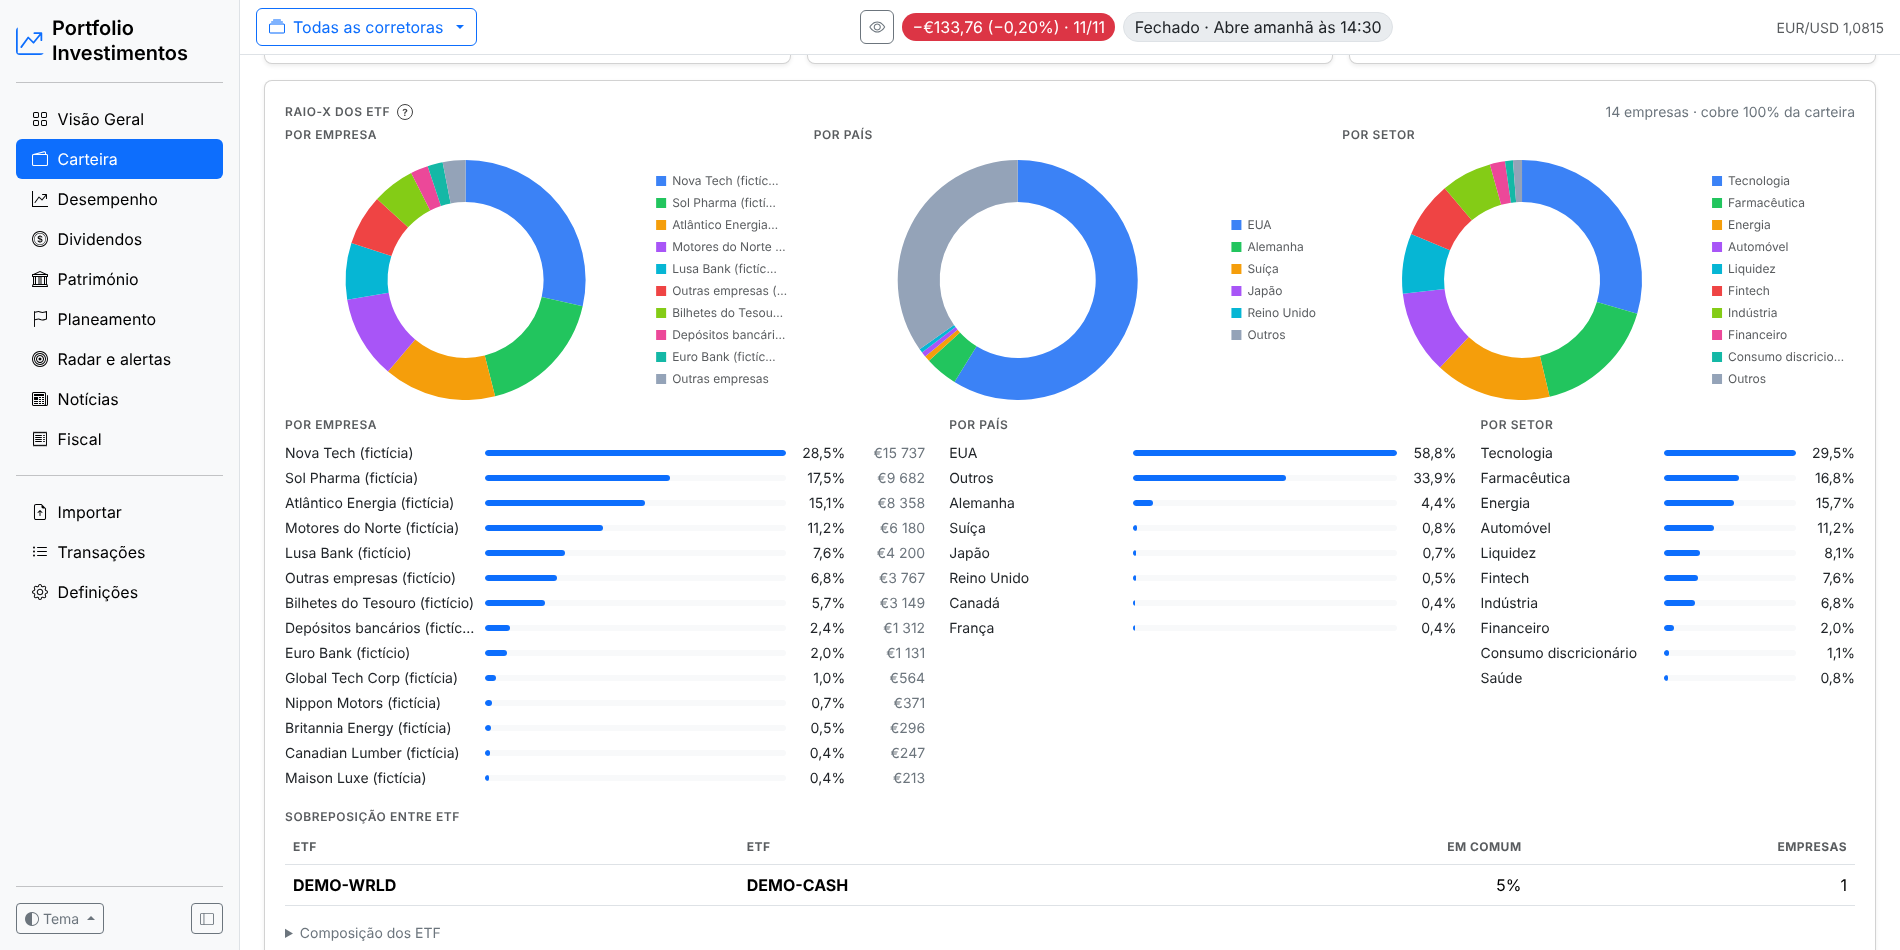 Portfolio
Investimentos
Visão Geral
Carteira
Desempenho
Dividendos
Património
Planeamento
Radar e alertas
Notícias
Fiscal
Importar
Transações
Definições
Tema
Todas as corretoras
−€133,76 (−0,20%) · 11/11
Fechado · Abre amanhã às 14:30
EUR/USD 1,0815
RAIO-X DOS ETF ?
14 empresas · cobre 100% da carteira
POR EMPRESA
Nova Tech (fictíc...
Sol Pharma (fictí...
Atlântico Energia...
Motores do Norte ...
Lusa Bank (fictíc...
Outras empresas (...
Bilhetes do Tesou...
Depósitos bancári...
Euro Bank (fictíc...
Outras empresas
POR PAÍS
EUA
Alemanha
Suíça
Japão
Reino Unido
Outros
POR SETOR
Tecnologia
Farmacêutica
Energia
Automóvel
Liquidez
Fintech
Indústria
Financeiro
Consumo discricio...
Outros
POR EMPRESA
Nova Tech (fictícia) 28,5% €15 737
Sol Pharma (fictícia) 17,5% €9 682
Atlântico Energia (fictícia) 15,1% €8 358
Motores do Norte (fictícia) 11,2% €6 180
Lusa Bank (fictício) 7,6% €4 200
Outras empresas (fictício) 6,8% €3 767
Bilhetes do Tesouro (fictício) 5,7% €3 149
Depósitos bancários (fictíc... 2,4% €1 312
Euro Bank (fictício) 2,0% €1 131
Global Tech Corp (fictícia) 1,0% €564
Nippon Motors (fictícia) 0,7% €371
Britannia Energy (fictícia) 0,5% €296
Canadian Lumber (fictícia) 0,4% €247
Maison Luxe (fictícia) 0,4% €213
POR PAÍS
EUA 58,8%
Outros 33,9%
Alemanha 4,4%
Suíça 0,8%
Japão 0,7%
Reino Unido 0,5%
Canadá 0,4%
França 0,4%
POR SETOR
Tecnologia 29,5%
Farmacêutica 16,8%
Energia 15,7%
Automóvel 11,2%
Liquidez 8,1%
Fintech 7,6%
Indústria 6,8%
Financeiro 2,0%
Consumo discricionário 1,1%
Saúde 0,8%
SOBREPOSIÇÃO ENTRE ETF
ETF ETF EM COMUM EMPRESAS
DEMO-WRLD DEMO-CASH 5% 1
Composição dos ETF